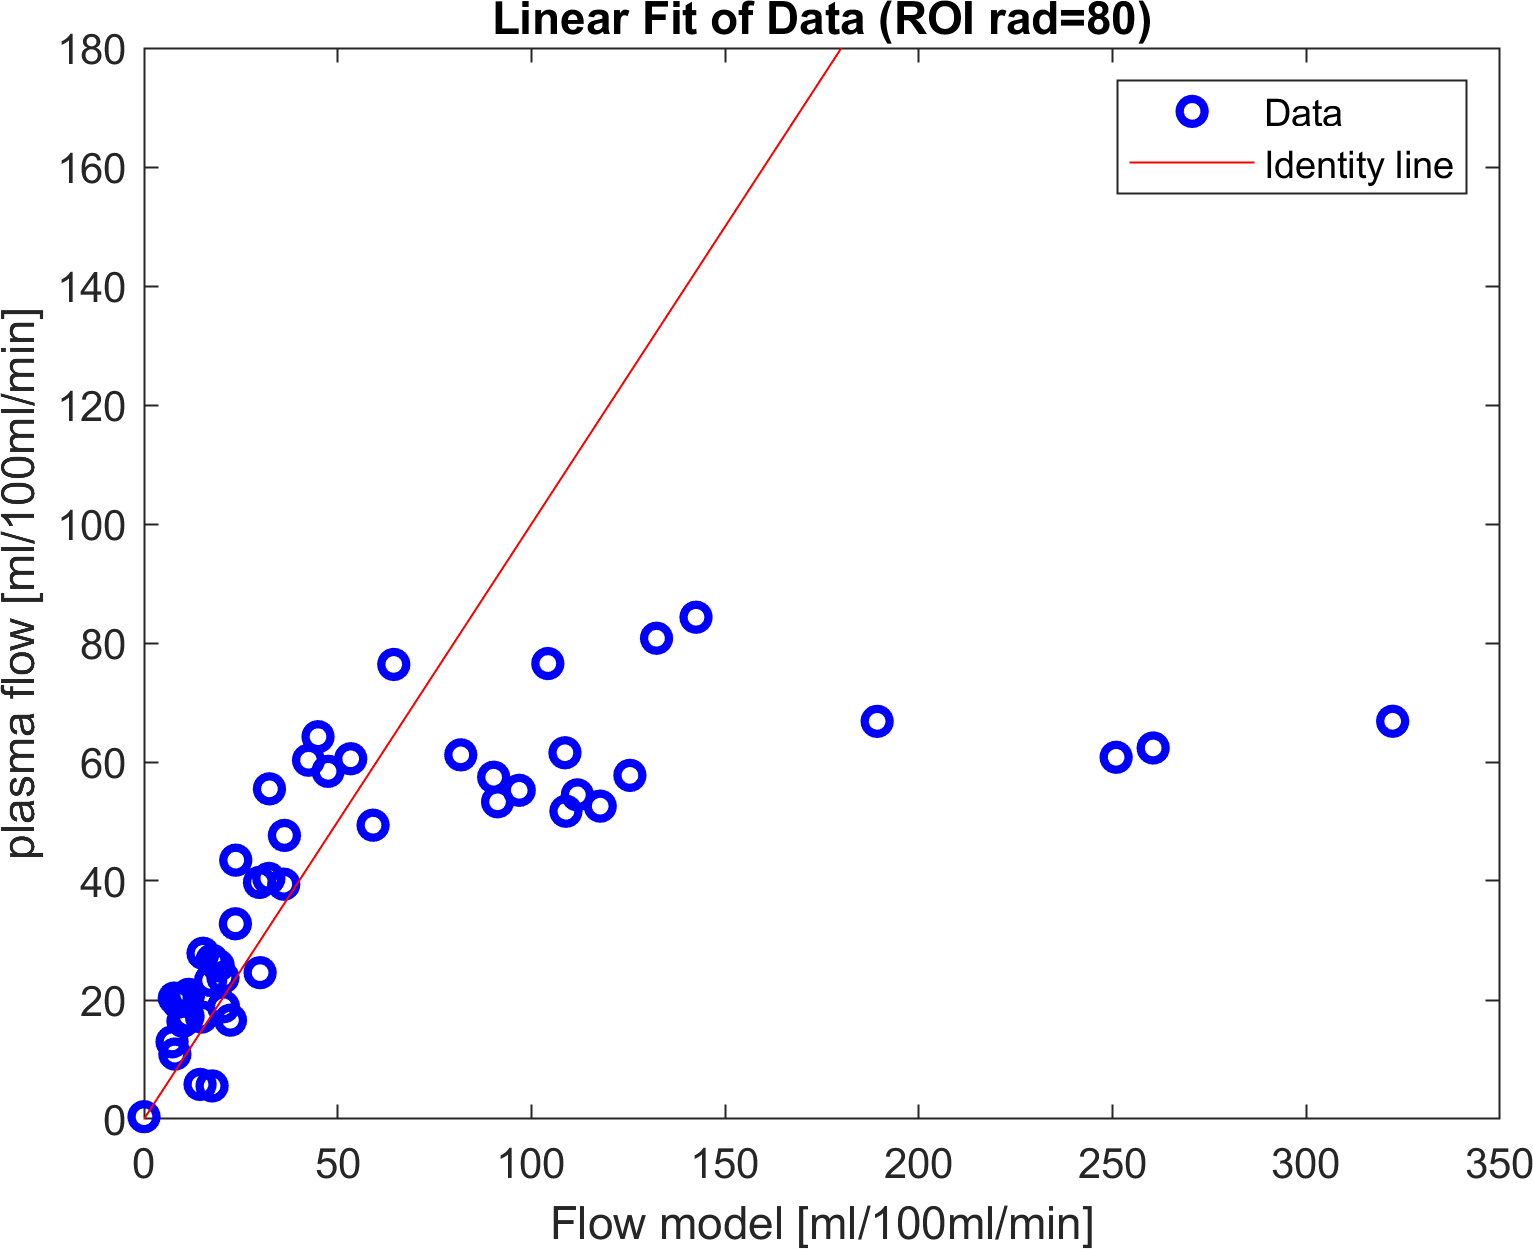 Linear Fit of Data (ROI rad=80)
180
160
140
120
100
80
60
40
20
0
plasma flow [ml/100ml/min]
Data
Identity line
0 50 100 150 200 250 300 350
Flow model [ml/100ml/min]